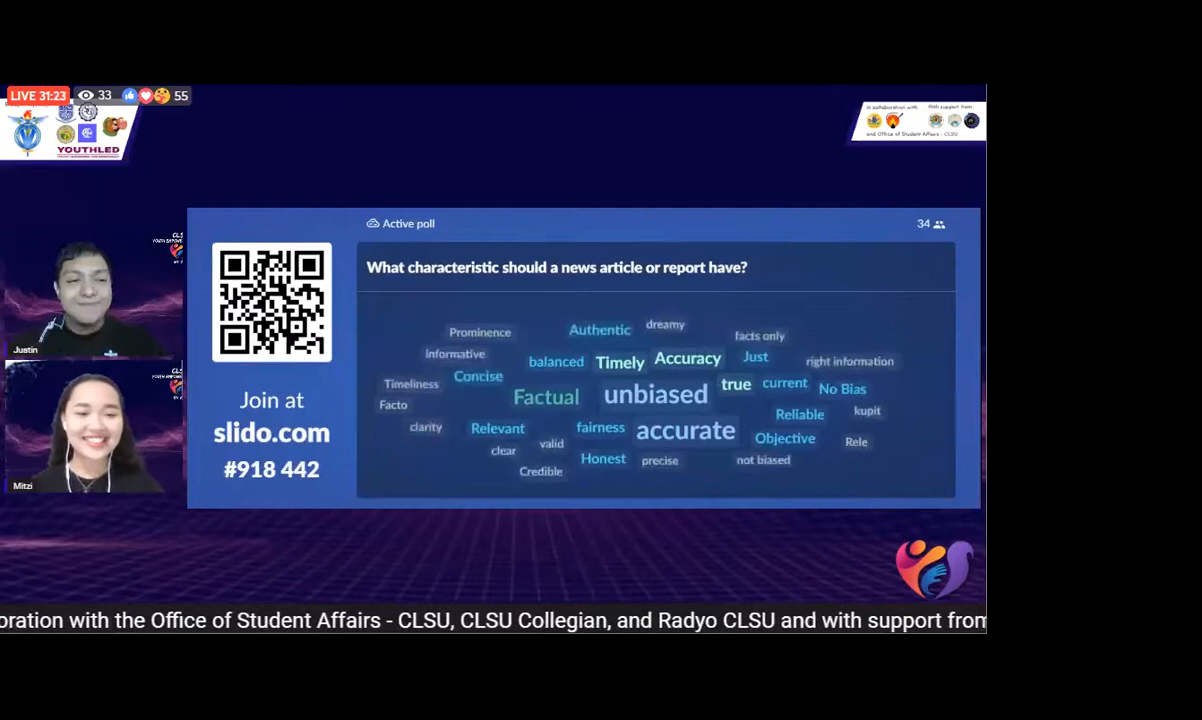 LIVE 31:23 33 55
YOUTHLED
In collaboration with: With support from:
and Office of Student Affairs - CLSU
Active poll 34
What characteristic should a news article or report have?
Prominence Authentic dreamy facts only
Informative balanced Timely Accuracy Just right information
Timeliness Concise Factual unbiased true current No Bias
Facto Reliable kupit
clarity Relevant fairness accurate Objective Rele
clear valid Honest precise not biased
Credible
Join at
slido.com
#918 442
Justin
Mitzi
oration with the Office of Student Affairs - CLSU, CLSU Collegian, and Radyo CLSU and with support from